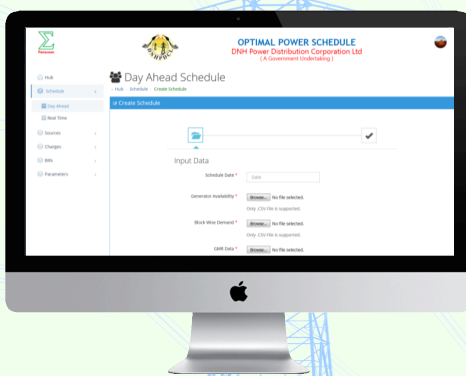 OPTIMAL POWER SCHEDULE
DNH Power Distribution Corporation Ltd
( A Government Undertaking )
DNHPDCL
Hub
Day Ahead Schedule
Schedule
Hub Schedule Create Schedule
Day Ahead
Create Schedule
Real Time
Sources
Charges
Bills
Parameters
Input Data
Schedule Date *
Date
Generator Availability *
Browse... No file selected.
Only .CSV File is supported.
Block Wise Demand *
Browse... No file selected.
Only .CSV File is supported.
GNR Data *
Browse... No file selected.